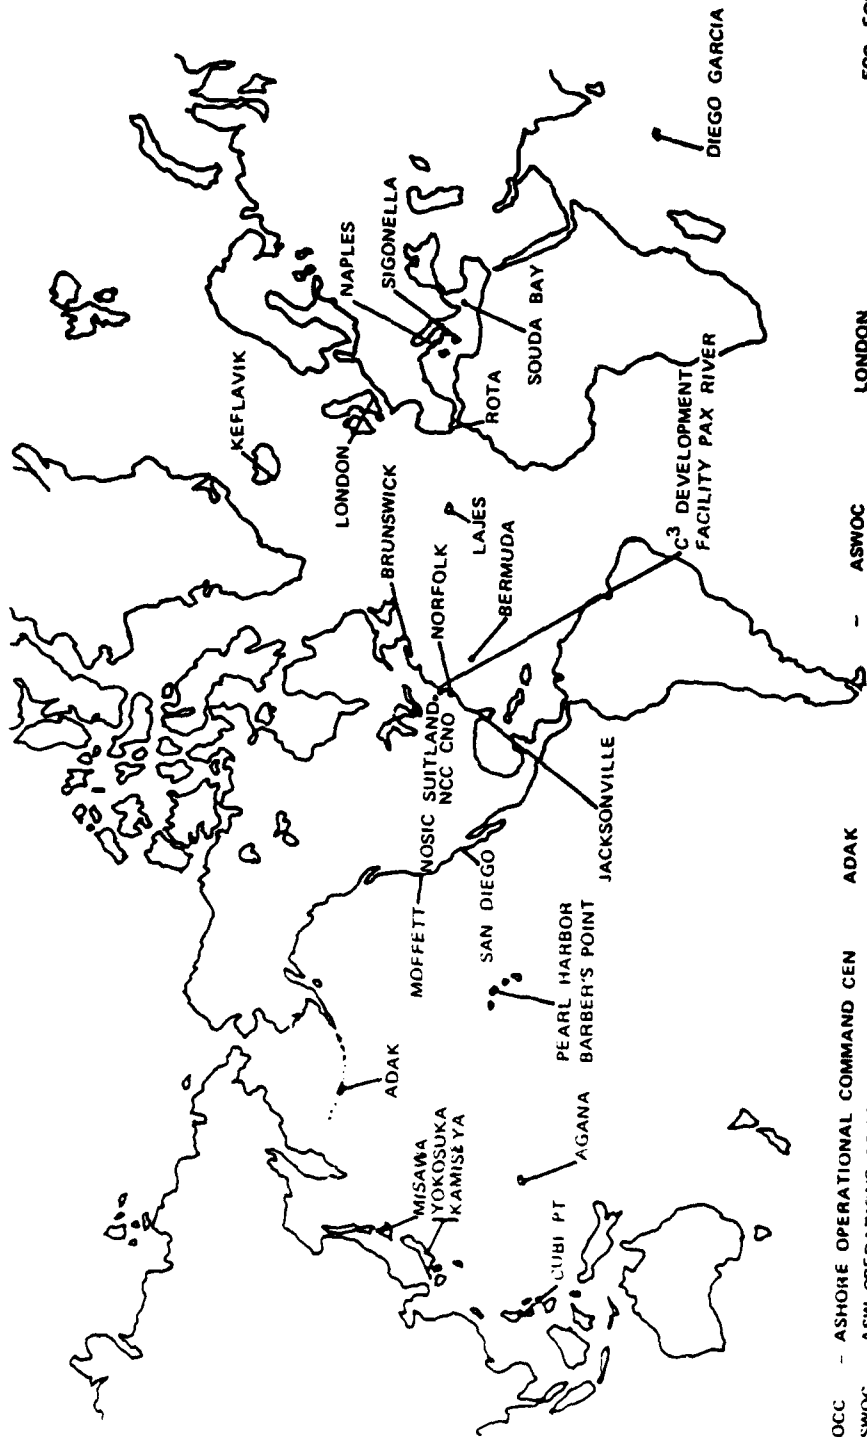 KEFLAVIK
LONDON
BRUNSWICK
NORFOLK
LAJES
BERMUDA
NAPLES
SIGONELLA
ROTA
SOUDA BAY
DIEGO GARCIA
C³ DEVELOPMENT
FACILITY PAX RIVER
MOFFETT
NOSIC SUITLAND
NCC CNO
SAN DIEGO
JACKSONVILLE
PEARL HARBOR
BARBER'S POINT
ADAK
MISAWA
YOKOSUKA
KAMISEYA
AGANA
CUBI PT
OCC - ASHORE OPERATIONAL COMMAND CEN ADAK - ASWOC LONDON